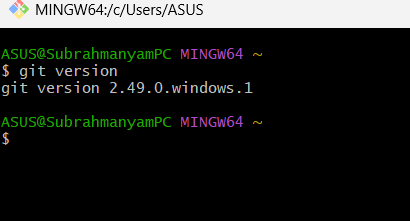 MINGW64:/c/Users/ASUS
ASUS@SubrahmanyamPC MINGW64 ~
$ git version
git version 2.49.0.windows.1
ASUS@SubrahmanyamPC MINGW64 ~
$